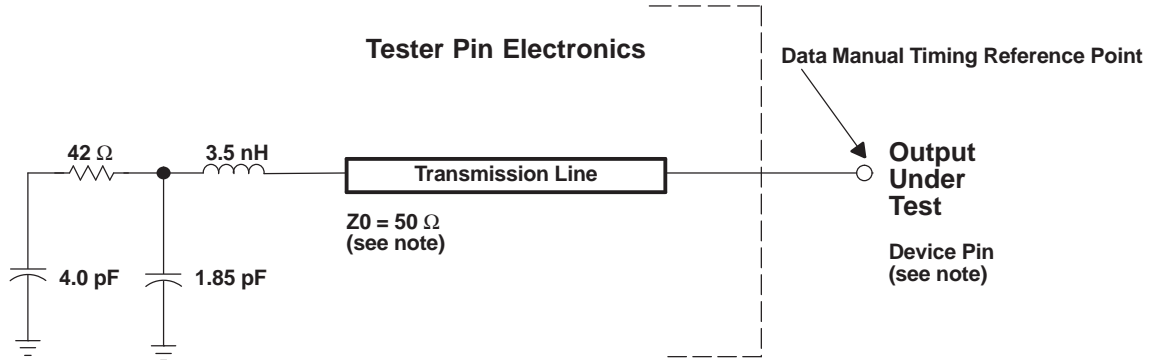 Tester Pin Electronics
Data Manual Timing Reference Point
42 Ω
3.5 nH
Transmission Line
Output
Under
Test
Z0 = 50 Ω
(see note)
Device Pin
(see note)
4.0 pF
1.85 pF